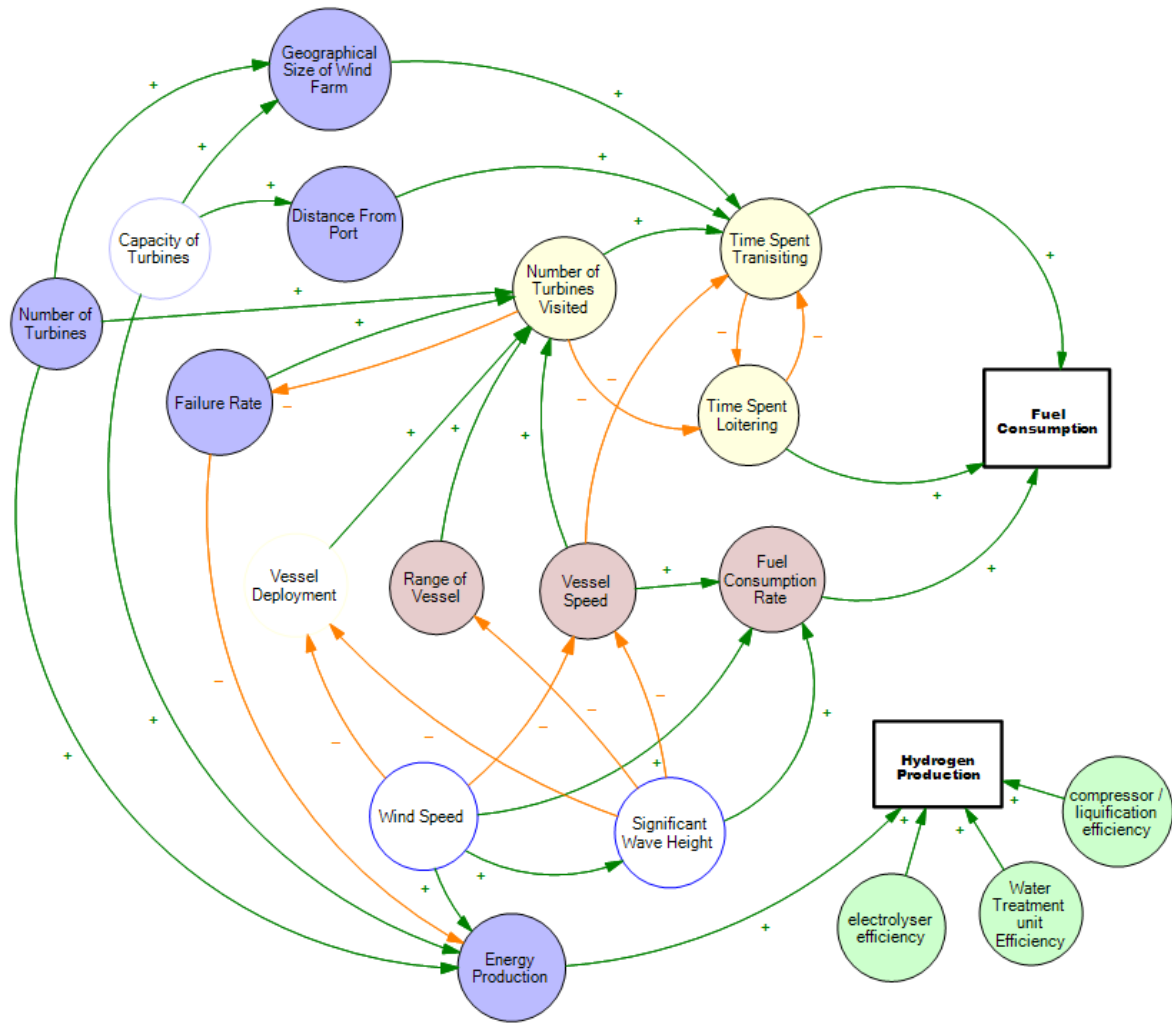 Geographical
Size of Wind
Farm
+
+
+
+
+
Distance From
Port
Capacity of
Turbines
Time Spent
Transisiting
+
+
Number of
Turbines
Visited
Number of
Turbines
+
+
–
–
Failure Rate
–
–
–
Time Spent
Loitering
Fuel
Consumption
+
+
+
+
Vessel
Deployment
Range of
Vessel
Vessel
Speed
+
Fuel
Consumption
Rate
+
–
–
–
–
–
–
+
+
+
+
Hydrogen
Production
Wind Speed
Significant
Wave Height
compressor /
liquification
efficiency
+
+
+
+
+
electrolyser
efficiency
Water
Treatment
unit
Efficiency
+
Energy
Production